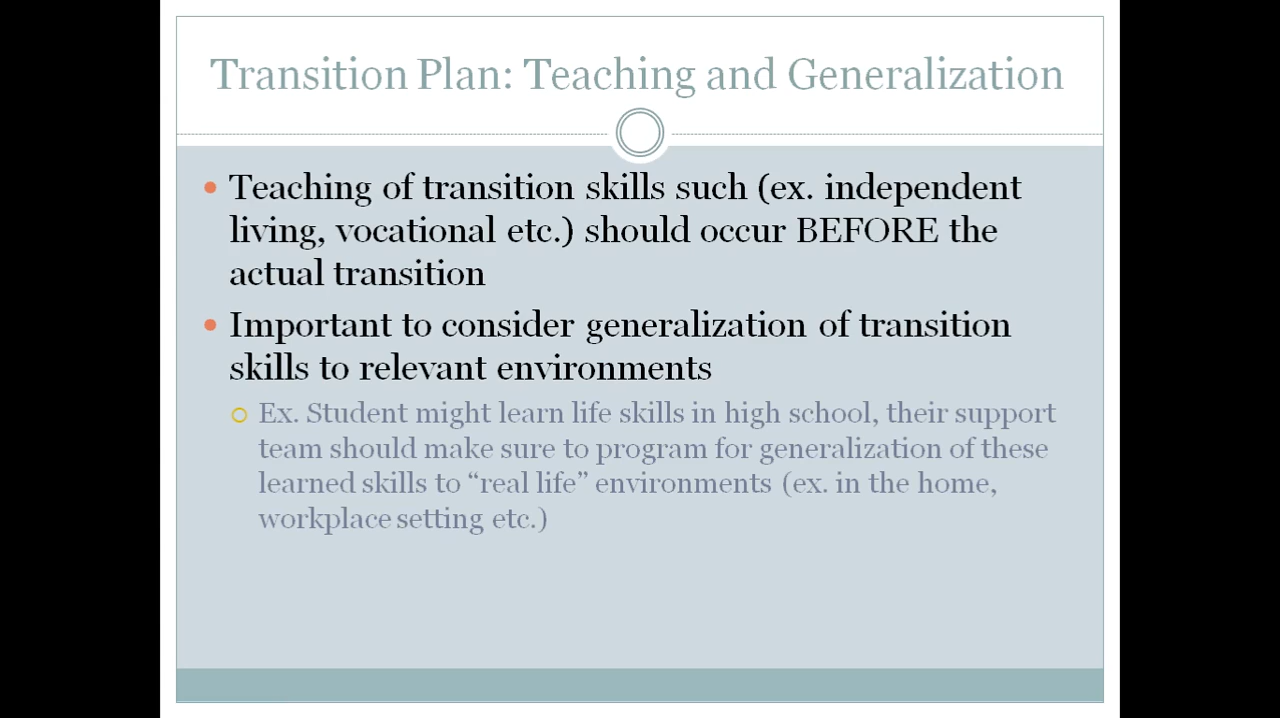 Transition Plan: Teaching and Generalization
• Teaching of transition skills such (ex. independent
living, vocational etc.) should occur BEFORE the
actual transition
• Important to consider generalization of transition
skills to relevant environments
○ Ex. Student might learn life skills in high school, their support
team should make sure to program for generalization of these
learned skills to “real life” environments (ex. in the home,
workplace setting etc.)